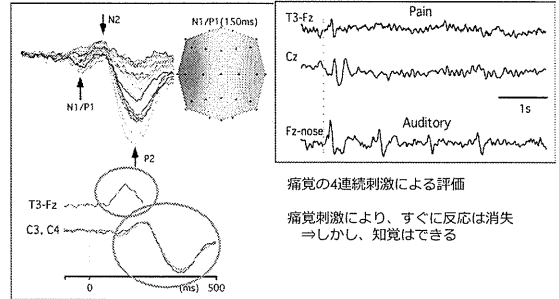 N2
N1/P1(150ms)
N1/P1
P2
T3-Fz
C3, C4
0
(ms)
500
Pain
T3-Fz
Cz
1s
Auditory
Fz-nose
痛覚の4連続刺激による評価
痛覚刺激により、すぐに反応は消失
⇒しかし、知覚はできる